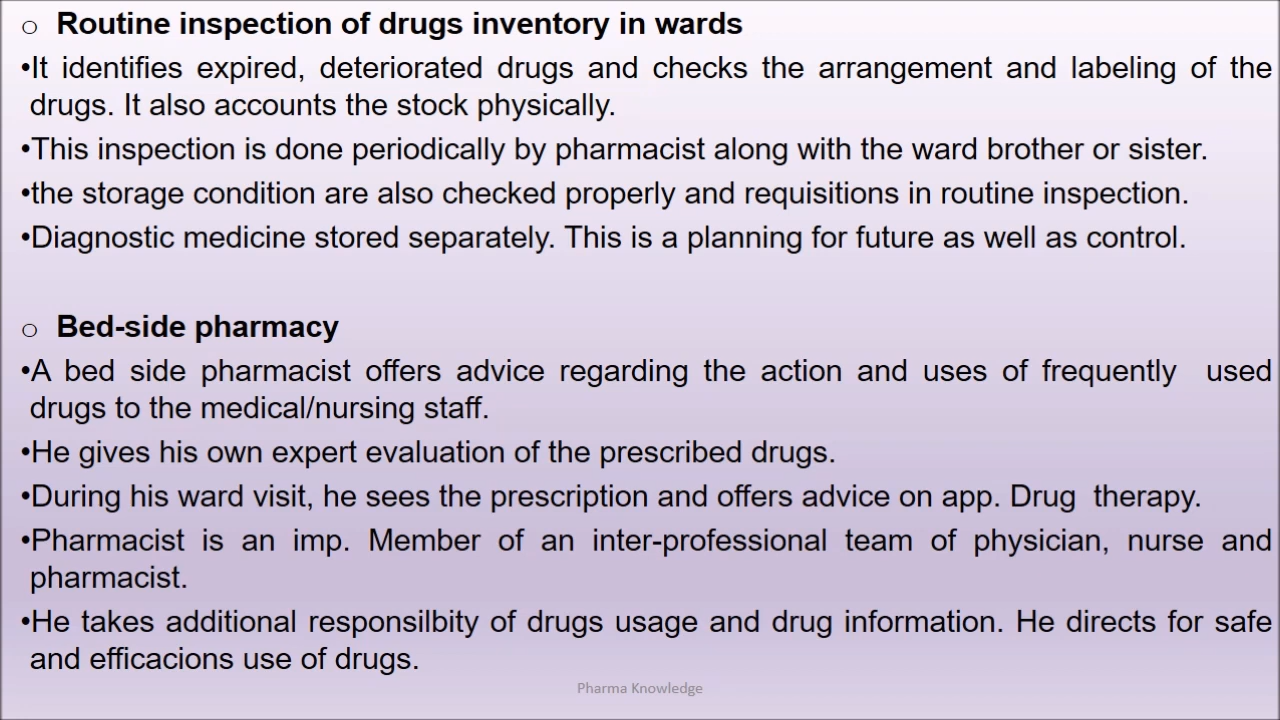 ○ Routine inspection of drugs inventory in wards
•It identifies expired, deteriorated drugs and checks the arrangement and labeling of the
drugs. It also accounts the stock physically.
•This inspection is done periodically by pharmacist along with the ward brother or sister.
•the storage condition are also checked properly and requisitions in routine inspection.
•Diagnostic medicine stored separately. This is a planning for future as well as control.
○ Bed-side pharmacy
•A bed side pharmacist offers advice regarding the action and uses of frequently used
drugs to the medical/nursing staff.
•He gives his own expert evaluation of the prescribed drugs.
•During his ward visit, he sees the prescription and offers advice on app. Drug therapy.
•Pharmacist is an imp. Member of an inter-professional team of physician, nurse and
pharmacist.
•He takes additional responsilbity of drugs usage and drug information. He directs for safe
and efficacions use of drugs.
Pharma Knowledge